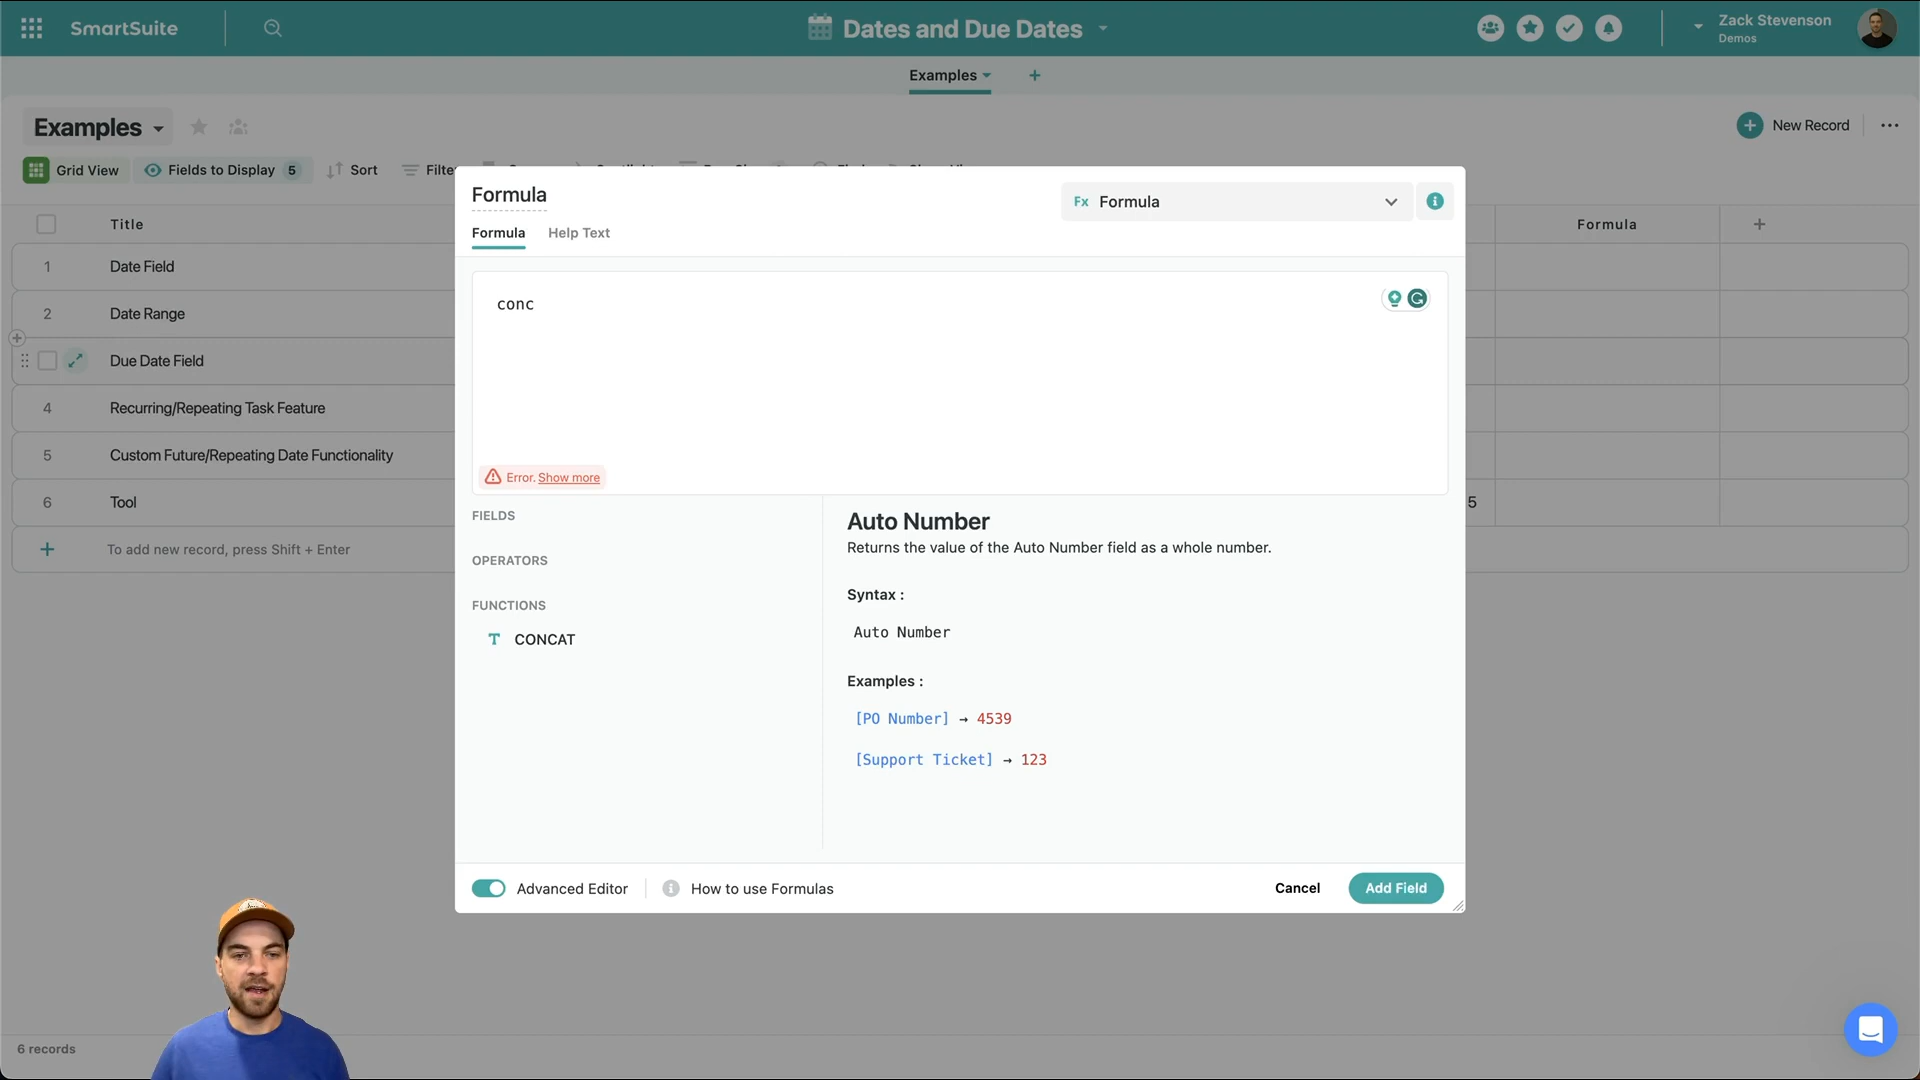 SmartSuite
Dates and Due Dates
Zack Stevenson
Demos
Examples
Examples
New Record
Grid View
Fields to Display 5
Sort
Filte
Title
Formula
1 Date Field
2 Date Range
Due Date Field
4 Recurring/Repeating Task Feature
5 Custom Future/Repeating Date Functionality
6 Tool
5
To add new record, press Shift + Enter
6 records
Formula
Fx Formula
Formula
Help Text
conc
Error. Show more
FIELDS
OPERATORS
FUNCTIONS
T CONCAT
Auto Number
Returns the value of the Auto Number field as a whole number.
Syntax :
Auto Number
Examples :
[PO Number] → 4539
[Support Ticket] → 123
Advanced Editor
How to use Formulas
Cancel
Add Field